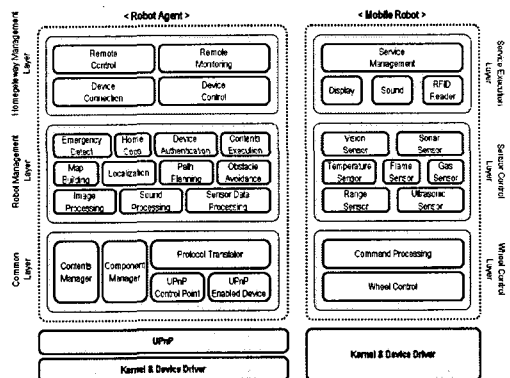 < Robot Agent >
< Mobile Robot >
Homegateway Management
Layer
Remote
Control
Remote
Monitoring
Device
Connection
Device
Control
Service
Management
Display
Sound
RFID
Reader
Service Execution
Layer
Robot Management
Layer
Emergency
Detect
Home
Device
Authentication
Contents
Execution
Map
Building
Localization
Path
Planning
Obstacle
Avoidance
Image
Processing
Sound
Processing
Sensor Data
Processing
Vision
Sensor
Sonar
Sensor
Temperature
Sensor
Flame
Sensor
Gas
Sensor
Range
Sensor
Ultrasonic
Sensor
Sensor Control
Layer
Common
Layer
Contents
Manager
Component
Manager
Protocol Translator
UPnP
Control Point
UPnP
Enabled Device
Command Processing
Wheel Control
Wheel Control
Layer
UPnP
Kernel & Device Driver
Kernel & Device Driver